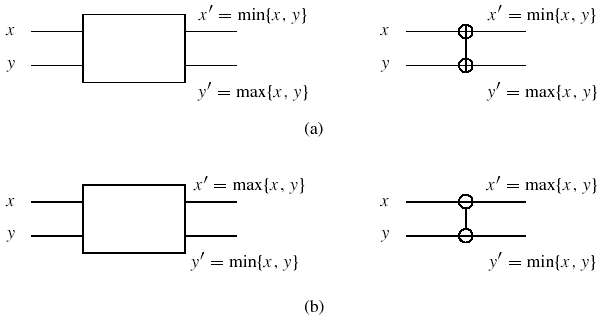 x′ = min{x, y} x′ = min{x, y}
x x
y y
y′ = max{x, y} y′ = max{x, y}
(a)
x′ = max{x, y} x′ = max{x, y}
x x
y y
y′ = min{x, y} y′ = min{x, y}
(b)